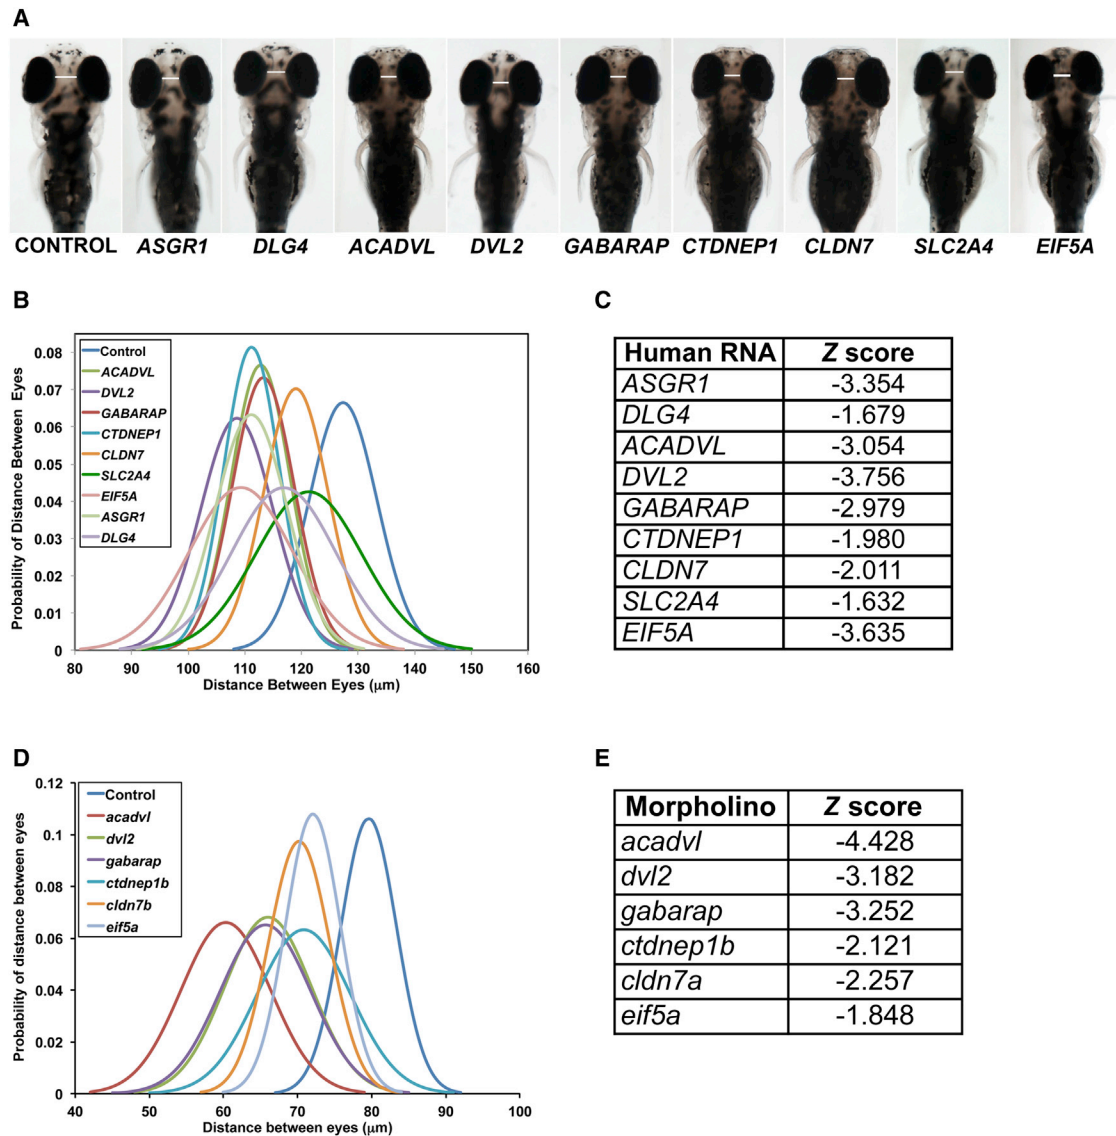 A
CONTROL
ASGR1
DLG4
ACADVL
DVL2
GABARAP
CTDNEP1
CLDN7
SLC2A4
EIF5A
B
Probability of Distance Between Eyes
0.08
0.07
0.06
0.05
0.04
0.03
0.02
0.01
0
Control
ACADVL
DVL2
GABARAP
CTDNEP1
CLDN7
SLC2A4
EIF5A
ASGR1
DLG4
80 90 100 110 120 130 140 150 160
Distance Between Eyes (µm)
C
Human RNA Z score
ASGR1 -3.354
DLG4 -1.679
ACADVL -3.054
DVL2 -3.756
GABARAP -2.979
CTDNEP1 -1.980
CLDN7 -2.011
SLC2A4 -1.632
EIF5A -3.635
D
Probability of distance between eyes
0.12
0.1
0.08
0.06
0.04
0.02
0
Control
acadvl
dvl2
gabarap
ctdnep1b
cldn7b
eif5a
40 50 60 70 80 90 100
Distance between eyes (µm)
E
Morpholino Z score
acadvl -4.428
dvl2 -3.182
gabarap -3.252
ctdnep1b -2.121
cldn7a -2.257
eif5a -1.848